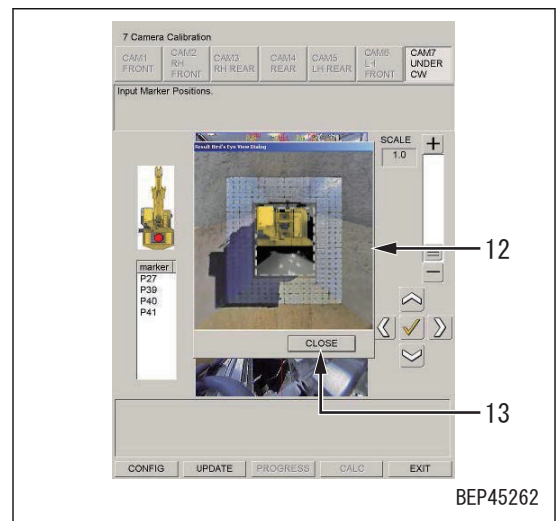 7 Camera Calibration
CAM1 FRONT
CAM2 RH FRONT
CAM3 RH REAR
CAM4 REAR
CAM5 LH REAR
CAM6 LH FRONT
CAM7 UNDER CW
Input Marker Positions.
Result Bird's Eye View Dialog
SCALE
1.0
+
−
marker
P27
P39
P40
P41
12
CLOSE
13
CONFIG
UPDATE
PROGRESS
CALC
EXIT
BEP45262